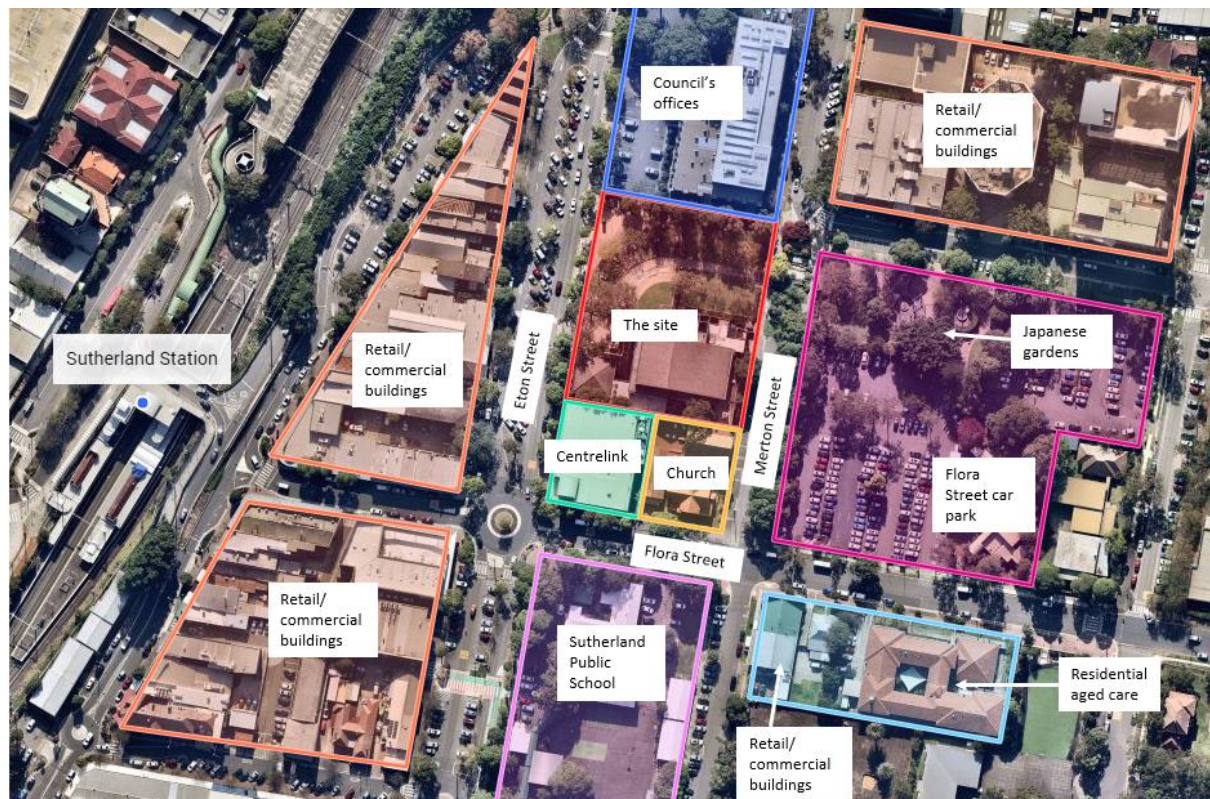 Council's
offices
Retail/
commercial
buildings
The site
Japanese
gardens
Sutherland Station
Retail/
commercial
buildings
Eton Street
Merton Street
Centrelink
Church
Flora
Street car
park
Flora Street
Retail/
commercial
buildings
Sutherland
Public
School
Residential
aged care
Retail/
commercial
buildings